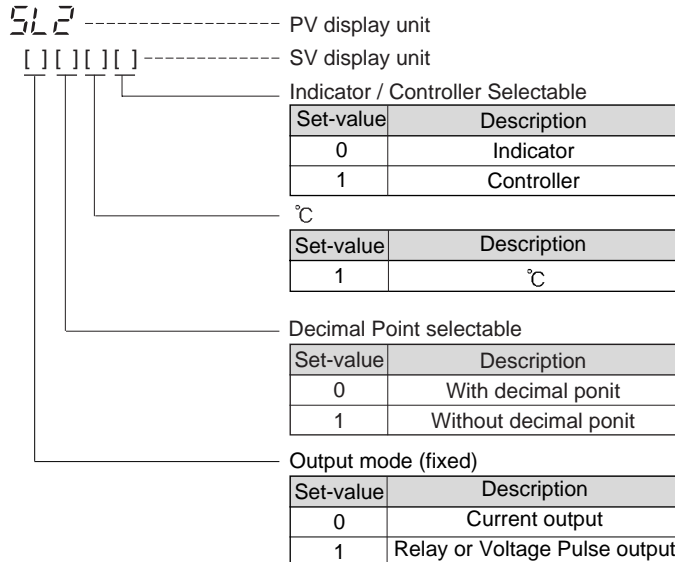 SL2 PV display unit
[ ][ ][ ][ ] SV display unit
Indicator / Controller Selectable
Set-value Description
0 Indicator
1 Controller
℃
Set-value Description
1 ℃
Decimal Point selectable
Set-value Description
0 With decimal ponit
1 Without decimal ponit
Output mode (fixed)
Set-value Description
0 Current output
1 Relay or Voltage Pulse output